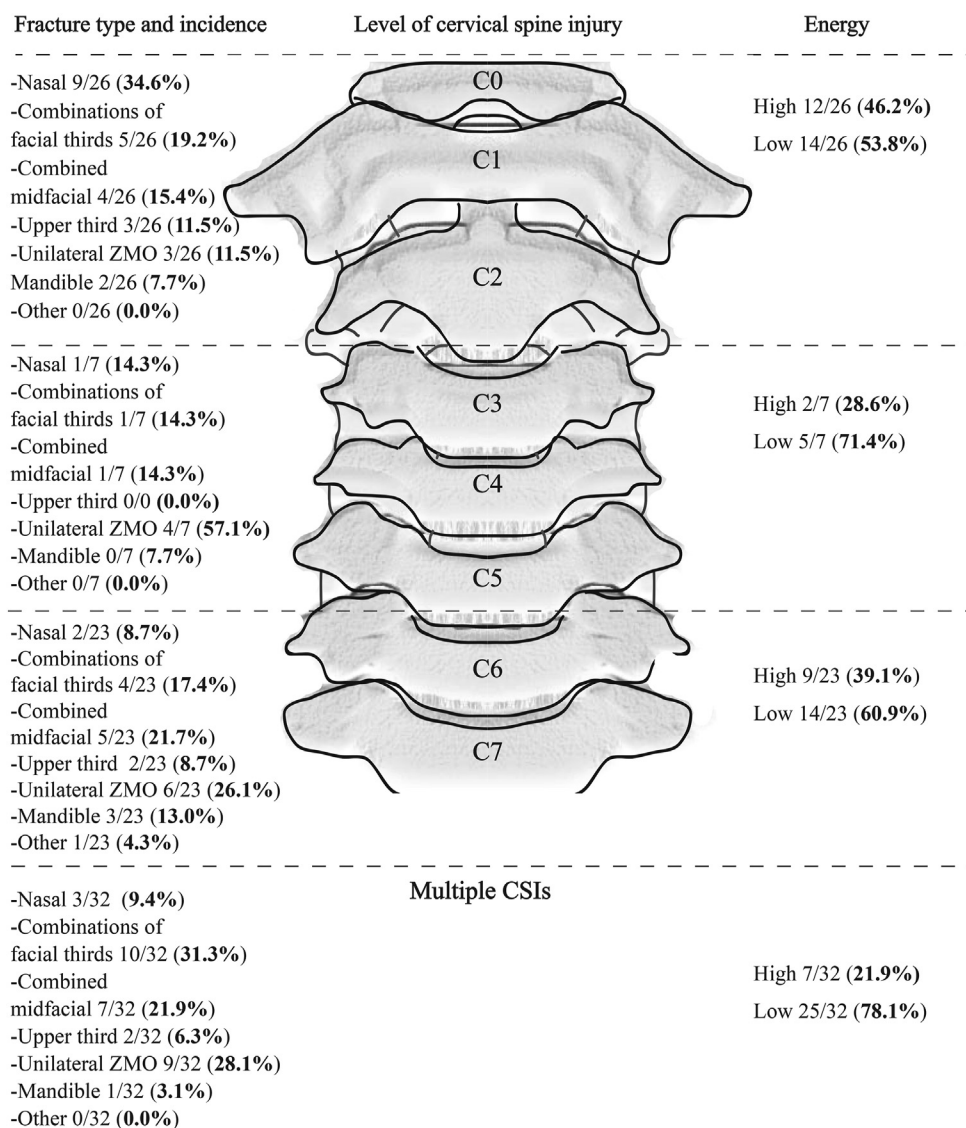 Fracture type and incidence
Level of cervical spine injury
Energy
-Nasal 9/26 (34.6%)
-Combinations of
facial thirds 5/26 (19.2%)
-Combined
midfacial 4/26 (15.4%)
-Upper third 3/26 (11.5%)
-Unilateral ZMO 3/26 (11.5%)
Mandible 2/26 (7.7%)
-Other 0/26 (0.0%)
C0
C1
C2
High 12/26 (46.2%)
Low 14/26 (53.8%)
-Nasal 1/7 (14.3%)
-Combinations of
facial thirds 1/7 (14.3%)
-Combined
midfacial 1/7 (14.3%)
-Upper third 0/0 (0.0%)
-Unilateral ZMO 4/7 (57.1%)
-Mandible 0/7 (7.7%)
-Other 0/7 (0.0%)
C3
C4
C5
High 2/7 (28.6%)
Low 5/7 (71.4%)
-Nasal 2/23 (8.7%)
-Combinations of
facial thirds 4/23 (17.4%)
-Combined
midfacial 5/23 (21.7%)
-Upper third 2/23 (8.7%)
-Unilateral ZMO 6/23 (26.1%)
-Mandible 3/23 (13.0%)
-Other 1/23 (4.3%)
C6
C7
High 9/23 (39.1%)
Low 14/23 (60.9%)
Multiple CSIs
-Nasal 3/32 (9.4%)
-Combinations of
facial thirds 10/32 (31.3%)
-Combined
midfacial 7/32 (21.9%)
-Upper third 2/32 (6.3%)
-Unilateral ZMO 9/32 (28.1%)
-Mandible 1/32 (3.1%)
-Other 0/32 (0.0%)
High 7/32 (21.9%)
Low 25/32 (78.1%)